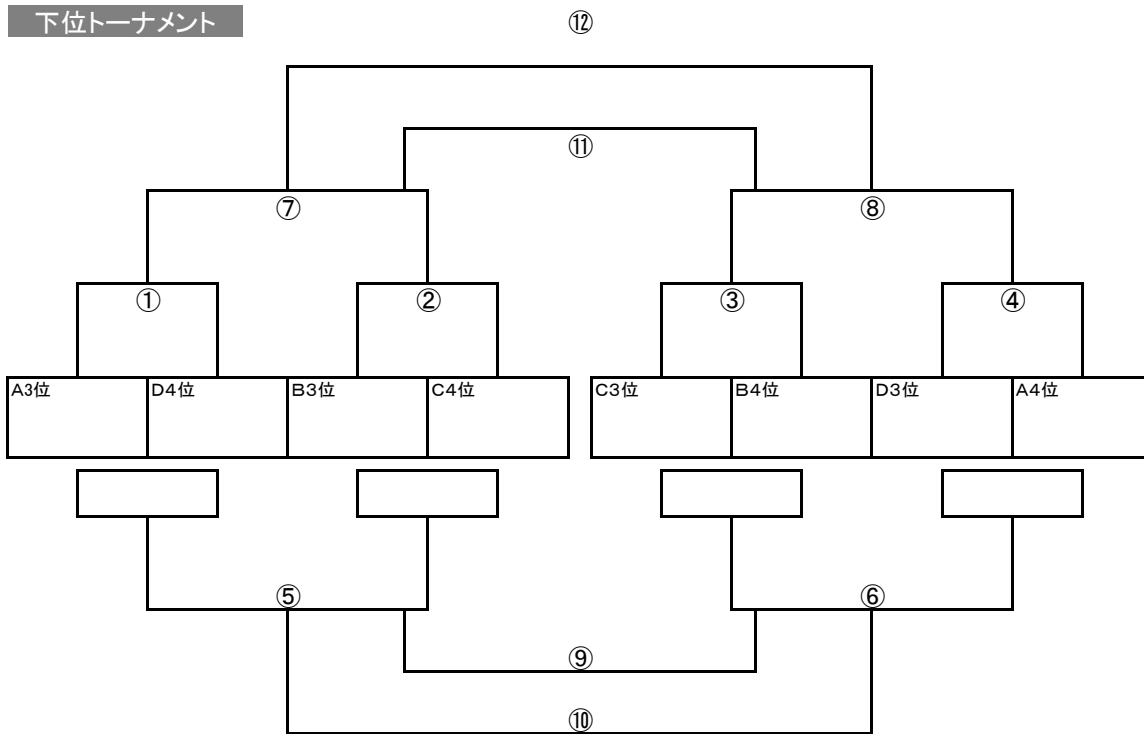 下位トーナメント
⑫
⑪
⑦ ⑧
① ② ③ ④
A3位 D4位 B3位 C4位 C3位 B4位 D3位 A4位
⑤ ⑥
⑨
⑩